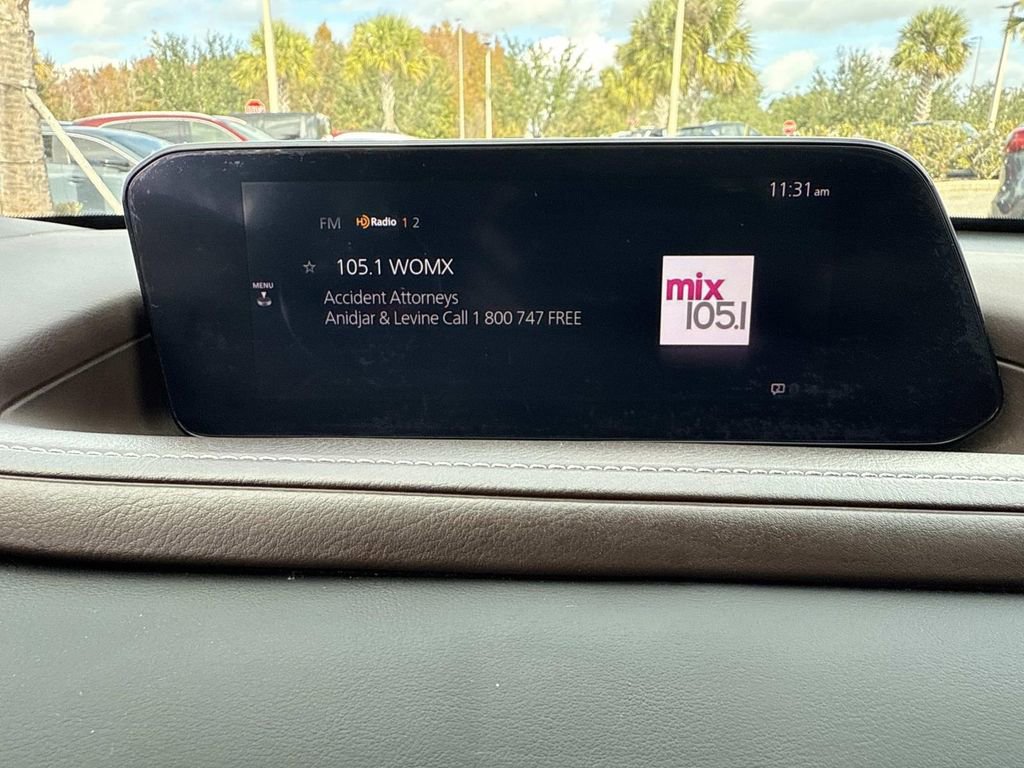 11:31 am
FM HD Radio 1 2
105.1 WOMX
MENU
Accident Attorneys
Anidjar & Levine Call 1 800 747 FREE
mix
105.1
2